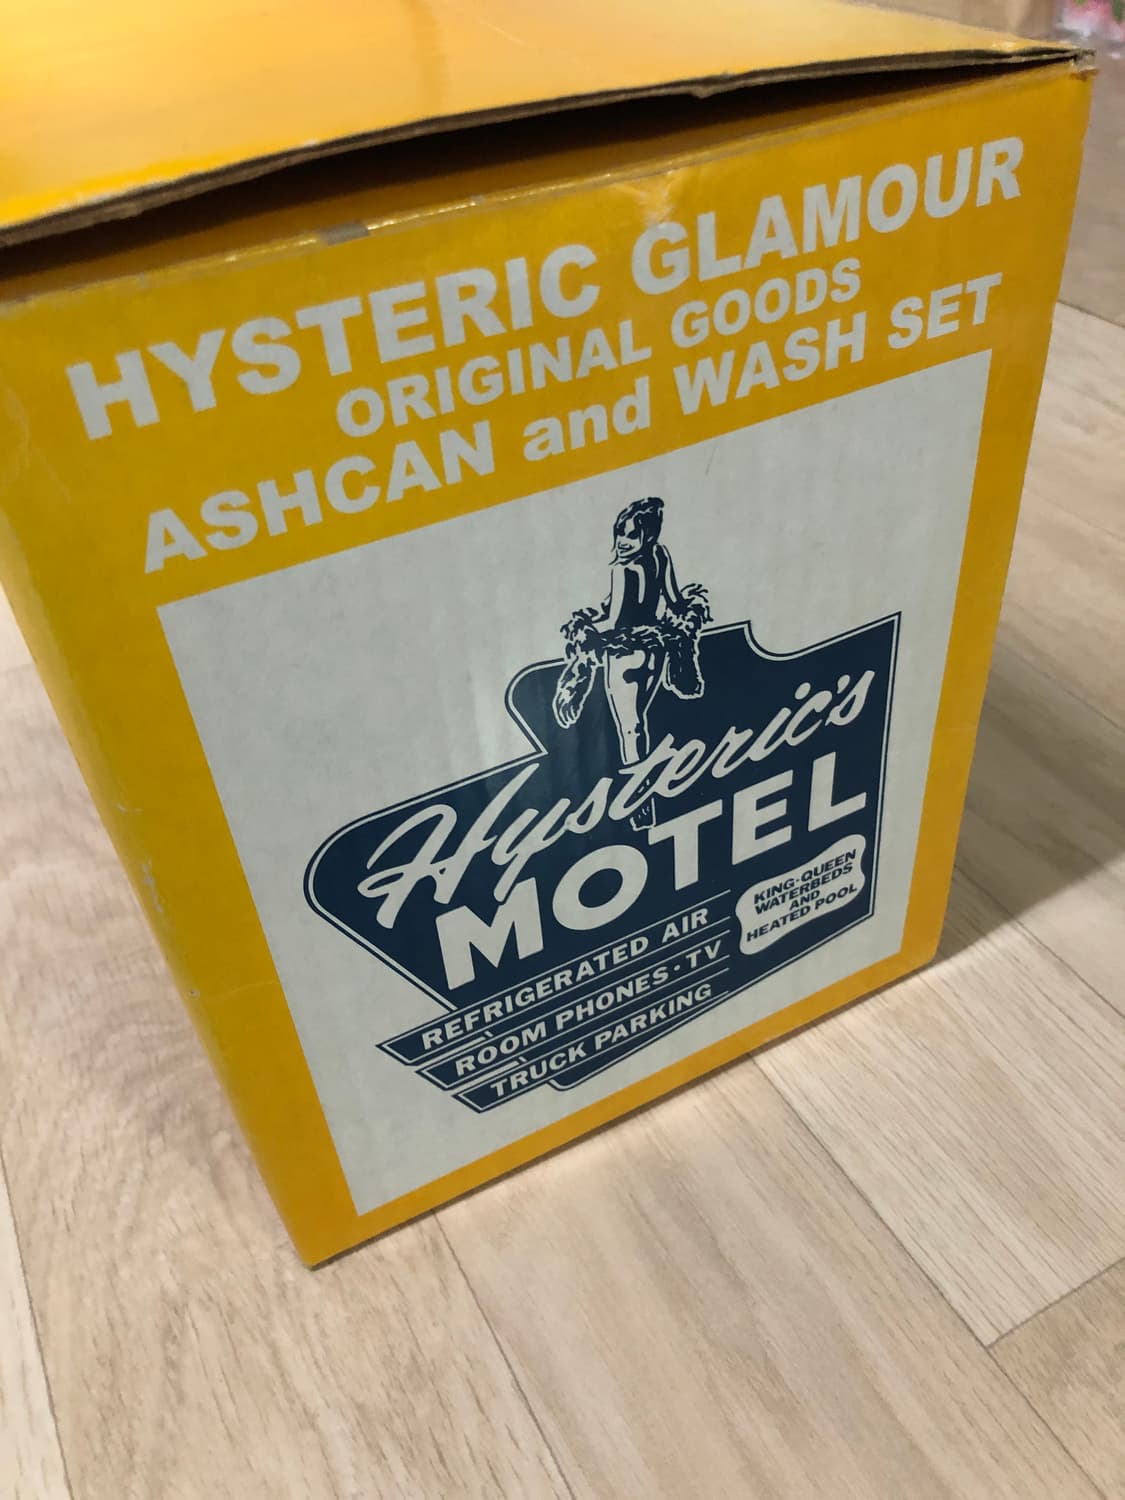 HYSTERIC GLAMOUR
ORIGINAL GOODS
ASHCAN and WASH SET
Hysteric's
MOTEL
KING-QUEEN
WATERBEDS
AND
HEATED POOL
REFRIGERATED AIR
ROOM PHONES·TV
TRUCK PARKING